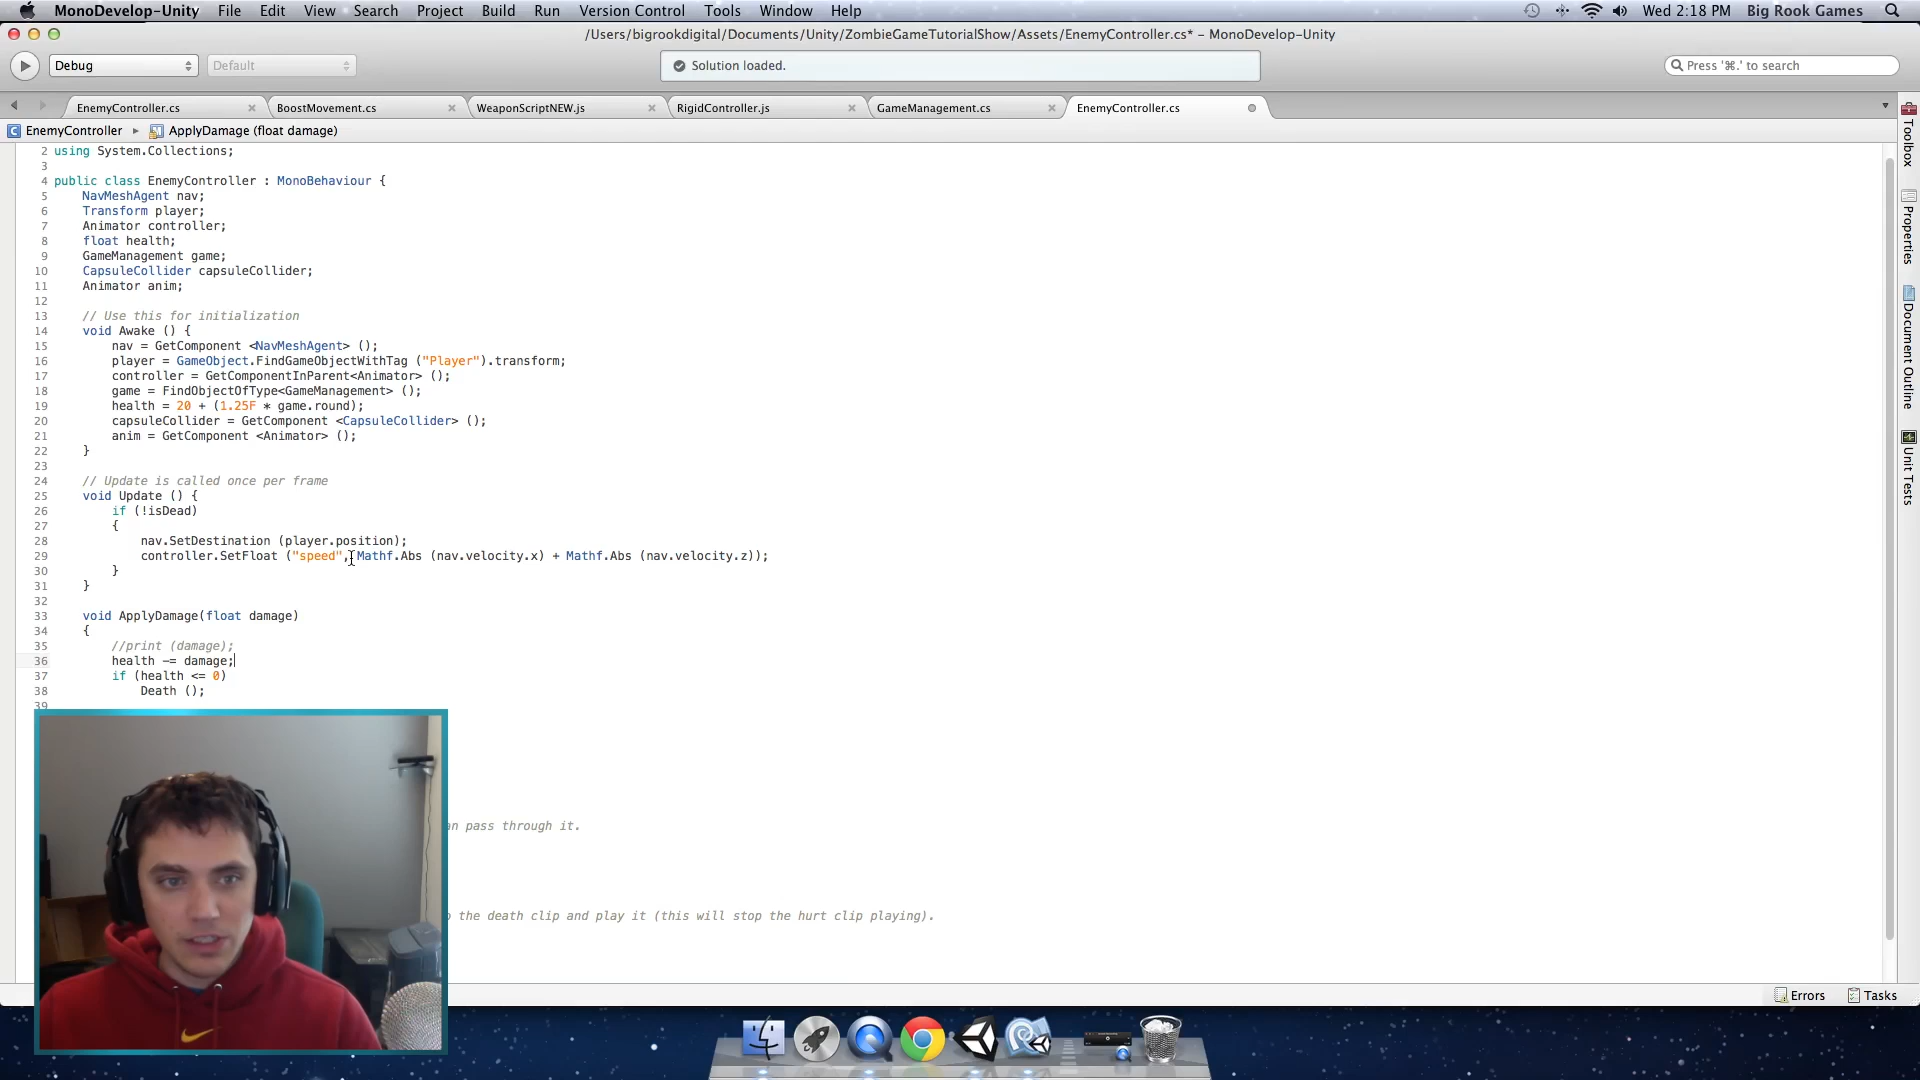 MonoDevelop-Unity File Edit View Search Project Build Run Version Control Tools Window Help Wed 2:18 PM Big Rook Games
/Users/bigrookdigital/Documents/Unity/ZombieGameTutorialShow/Assets/EnemyController.cs* – MonoDevelop-Unity
Debug Default Solution loaded. Press '⌘.' to search
EnemyController.cs BoostMovement.cs WeaponScriptNEW.js RigidController.js GameManagement.cs EnemyController.cs
EnemyController ▸ ApplyDamage (float damage)
2 using System.Collections;
3
4 public class EnemyController : MonoBehaviour {
5 NavMeshAgent nav;
6 Transform player;
7 Animator controller;
8 float health;
9 GameManagement game;
10 CapsuleCollider capsuleCollider;
11 Animator anim;
12
13 // Use this for initialization
14 void Awake () {
15 nav = GetComponent <NavMeshAgent> ();
16 player = GameObject.FindGameObjectWithTag ("Player").transform;
17 controller = GetComponentInParent<Animator> ();
18 game = FindObjectOfType<GameManagement> ();
19 health = 20 + (1.25F * game.round);
20 capsuleCollider = GetComponent <CapsuleCollider> ();
21 anim = GetComponent <Animator> ();
22 }
23
24 // Update is called once per frame
25 void Update () {
26 if (!isDead)
27 {
28 nav.SetDestination (player.position);
29 controller.SetFloat ("speed", Mathf.Abs (nav.velocity.x) + Mathf.Abs (nav.velocity.z));
30 }
31 }
32
33 void ApplyDamage(float damage)
34 {
35 //print (damage);
36 health -= damage;
37 if (health <= 0)
38 Death ();
39
pass through it.
the death clip and play it (this will stop the hurt clip playing).
Toolbox
Properties
Document Outline
Unit Tests
Errors Tasks